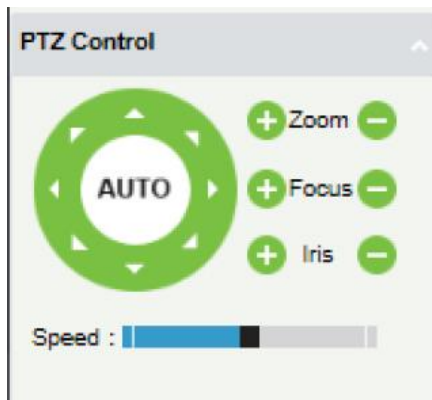 PTZ Control
AUTO
Zoom
Focus
Iris
Speed :